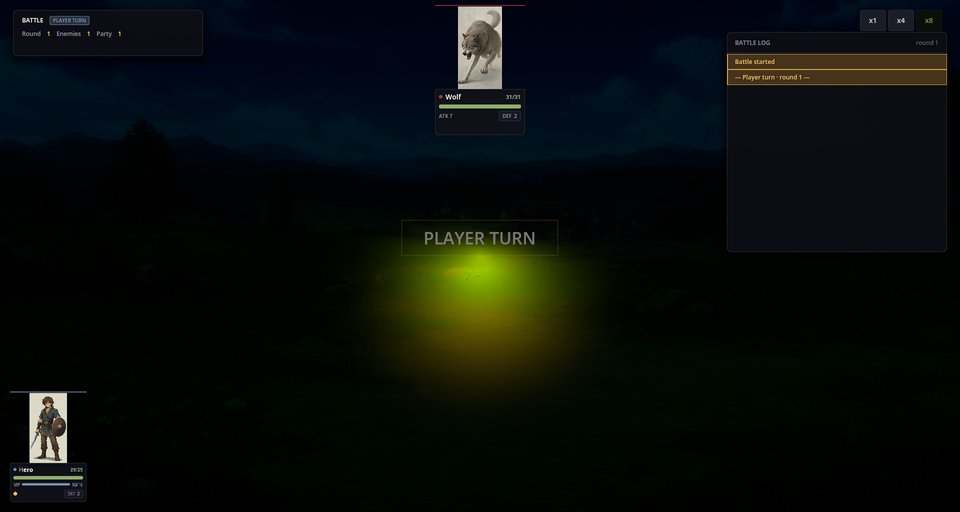 BATTLE PLAYER TURN
Round 1 Enemies 1 Party 1
Wolf 31/31
ATK 7 DEF 2
x1 x4 x8
BATTLE LOG round 1
Battle started
— Player turn · round 1 —
PLAYER TURN
Hero 25/25
DEF 3